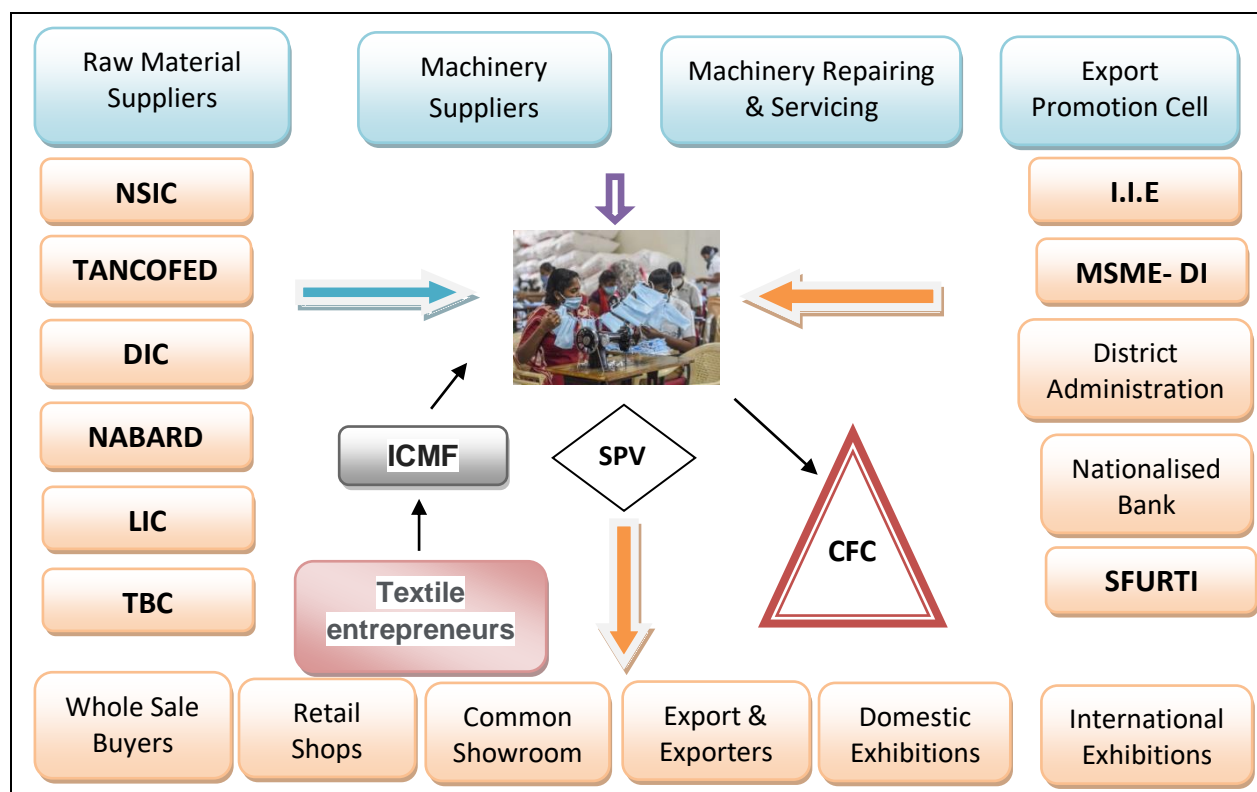 Raw Material
Suppliers
Machinery
Suppliers
Machinery Repairing
& Servicing
Export
Promotion Cell
NSIC
TANCOFED
DIC
NABARD
LIC
TBC
I.I.E
MSME- DI
District
Administration
Nationalised
Bank
SFURTI
ICMF
SPV
CFC
Textile
entrepreneurs
Whole Sale
Buyers
Retail
Shops
Common
Showroom
Export &
Exporters
Domestic
Exhibitions
International
Exhibitions